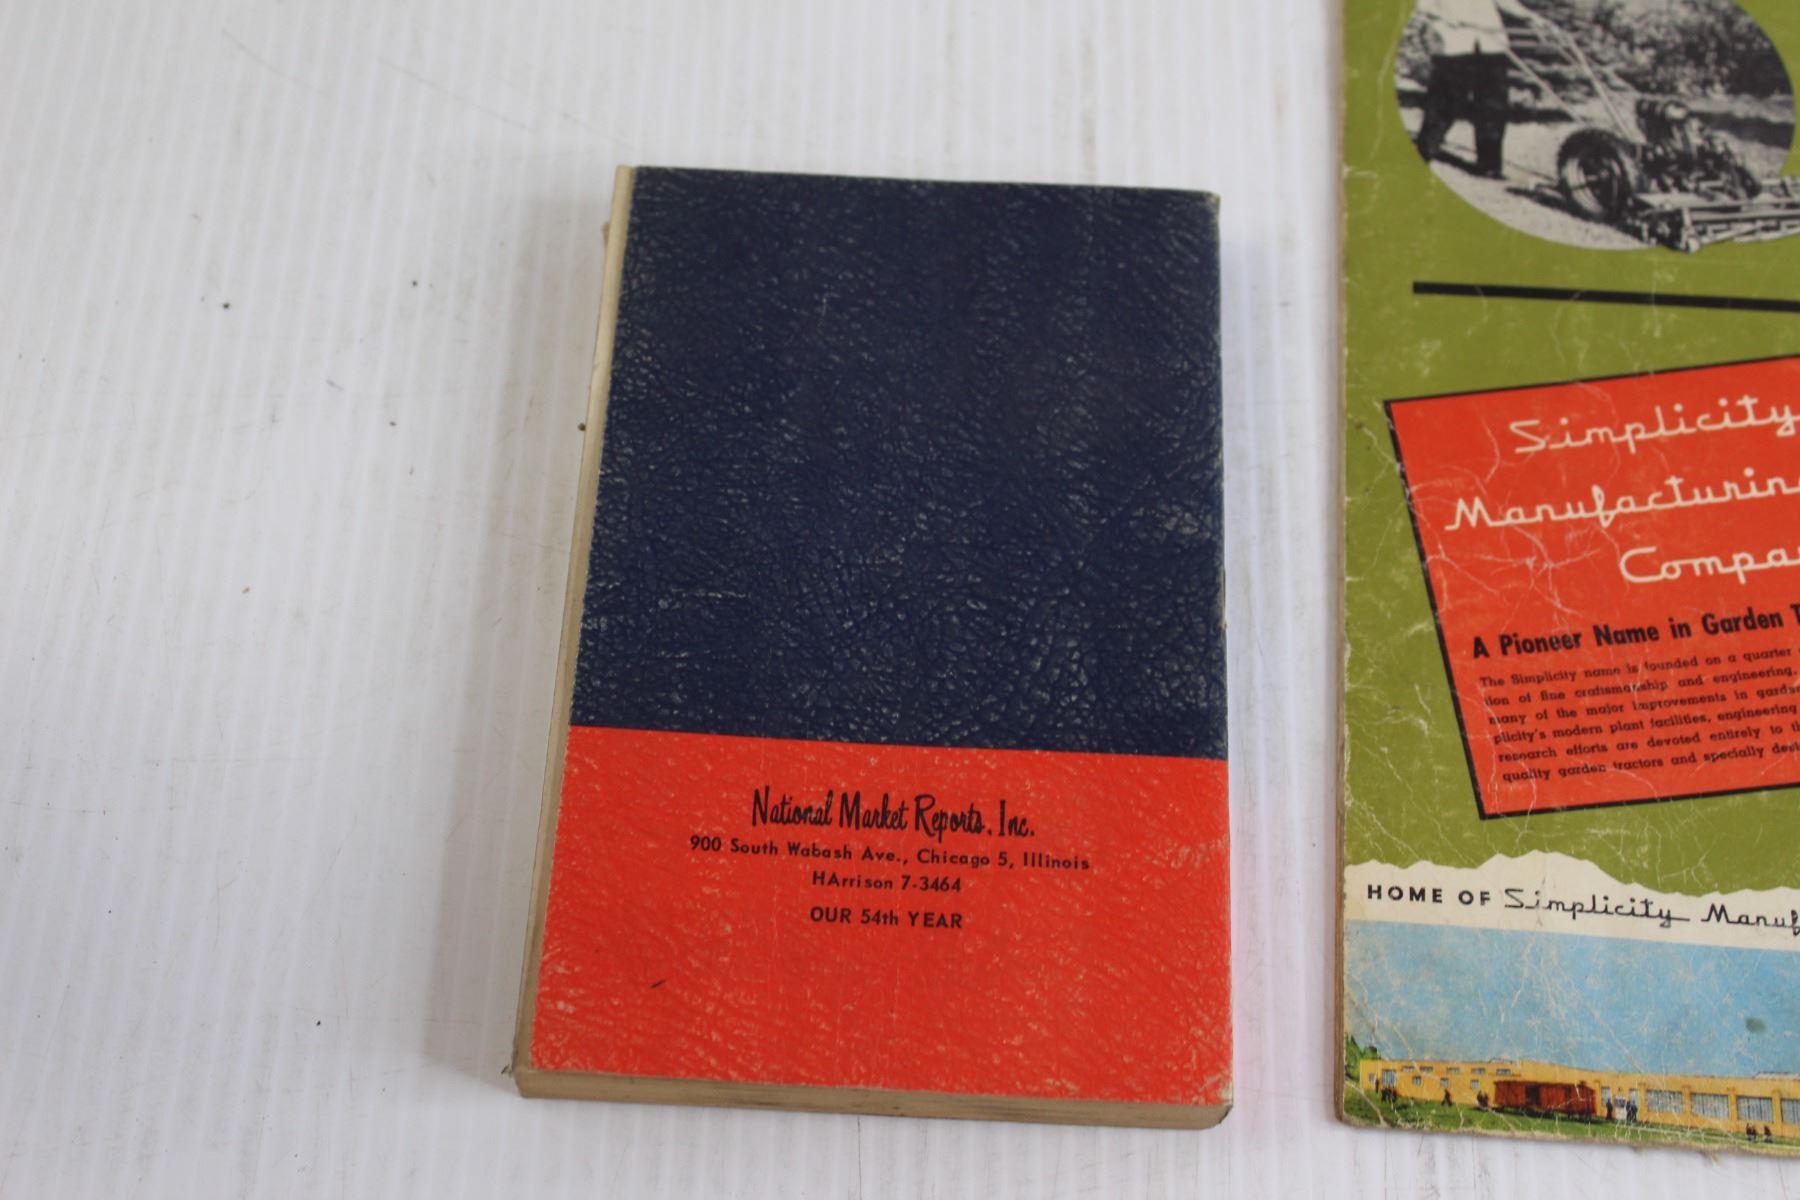 National Market Reports, Inc.
900 South Wabash Ave., Chicago 5, Illinois
HArrison 7-3464
OUR 54th YEAR
Simplicity
Manufacturing
Compa
A Pioneer Name in Garden T
The Simplicity name is founded on a quarter
tion of fine craftsmanship and engineering,
many of the major improvements in garde
plicity's modern plant facilities, engineering
research efforts are devoted entirely to th
quality garden tractors and specially desi
HOME OF Simplicity Manuf